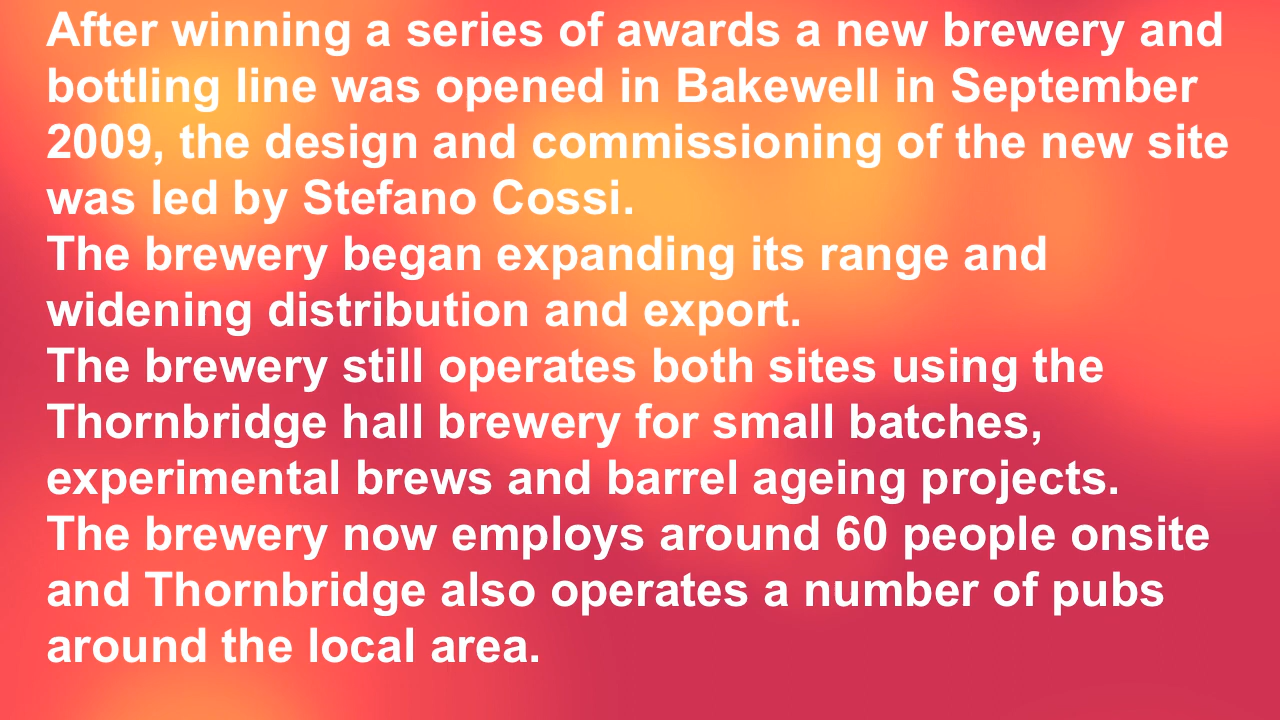 After winning a series of awards a new brewery and
bottling line was opened in Bakewell in September
2009, the design and commissioning of the new site
was led by Stefano Cossi.
The brewery began expanding its range and
widening distribution and export.
The brewery still operates both sites using the
Thornbridge hall brewery for small batches,
experimental brews and barrel ageing projects.
The brewery now employs around 60 people onsite
and Thornbridge also operates a number of pubs
around the local area.